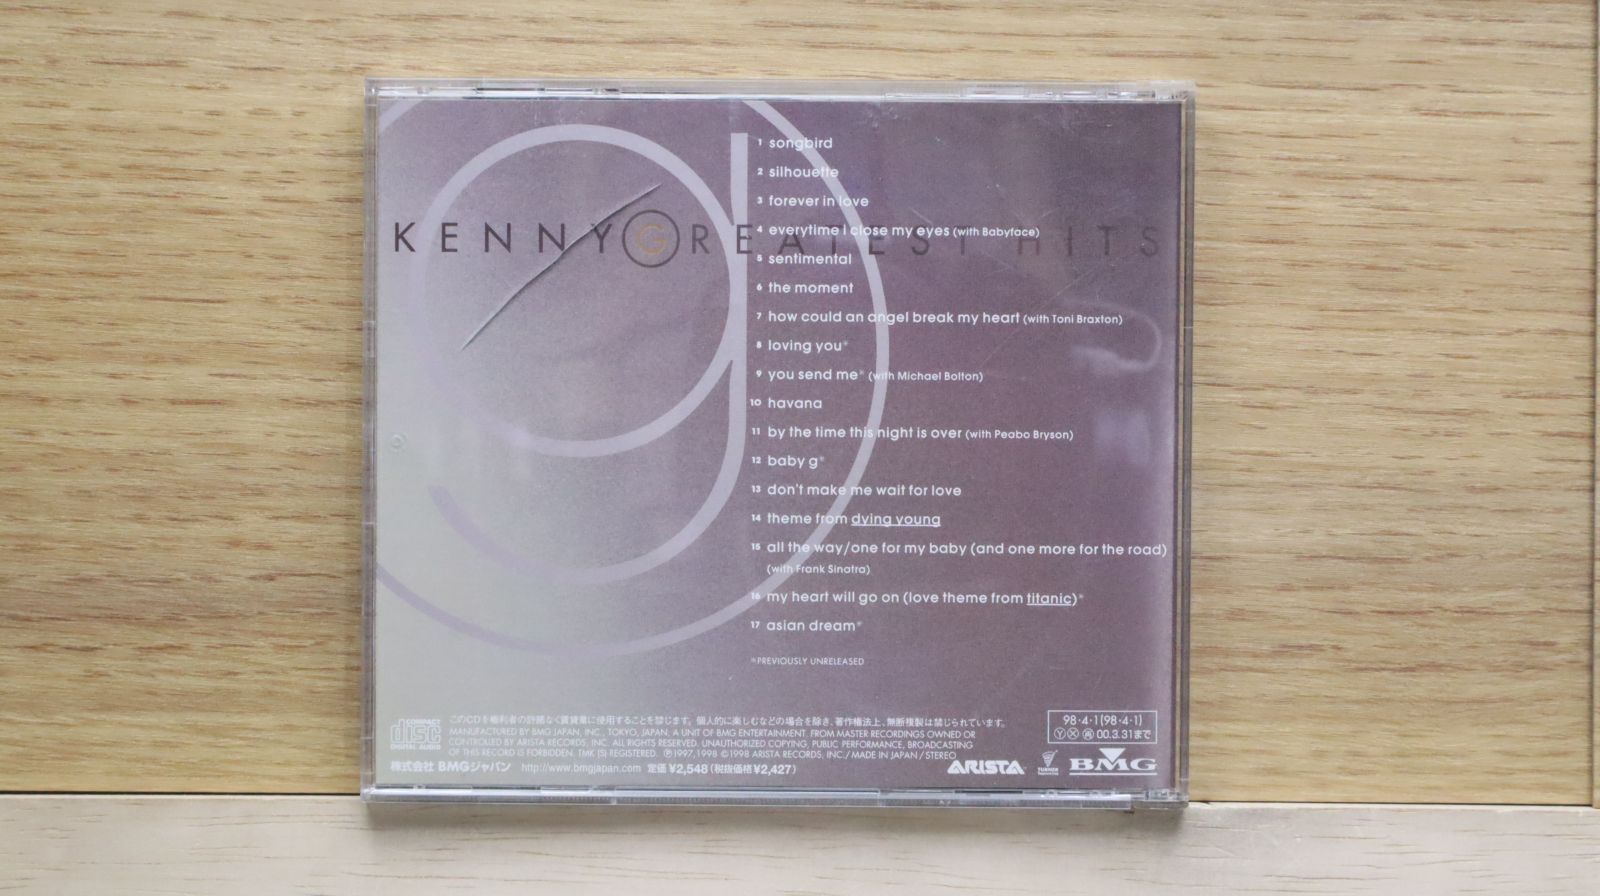 KENNY GREATEST HITS
1 songbird
2 silhouette
3 forever in love
4 everytime I close my eyes (with Babyface)
5 sentimental
6 the moment
7 how could an angel break my heart (with Toni Braxton)
8 loving you*
9 you send me* (with Michael Bolton)
10 havana
11 by the time this night is over (with Peabo Bryson)
12 baby g*
13 don't make me wait for love
14 theme from dying young
15 all the way/one for my baby (and one more for the road)
(with Frank Sinatra)
16 my heart will go on (love theme from titanic)*
17 asian dream*
*PREVIOUSLY UNRELEASED
COMPACT
disc
DIGITAL AUDIO
このCDを権利者の許諾なく賃貸業に使用することを禁じます。個人的に楽しむなどの場合を除き、著作権法上、無断複製は禁じられています。
MANUFACTURED BY BMG JAPAN, INC., TOKYO, JAPAN, A UNIT OF BMG ENTERTAINMENT. FROM MASTER RECORDINGS OWNED OR
CONTROLLED BY ARISTA RECORDS, INC. ALL RIGHTS RESERVED. UNAUTHORIZED COPYING, PUBLIC PERFORMANCE, BROADCASTING
OF THIS RECORD IS FORBIDDEN. TMK(S) REGISTERED. ℗1997,1998 ©1998 ARISTA RECORDS, INC./MADE IN JAPAN/STEREO
株式会社 BMGジャパン http://www.bmgjapan.com 定価¥2,548(税抜価格¥2,427)
98・4・1(98・4・1)
Ⓨ Ⓧ 再 00.3.31まで
ARISTA
TURNER
BMG